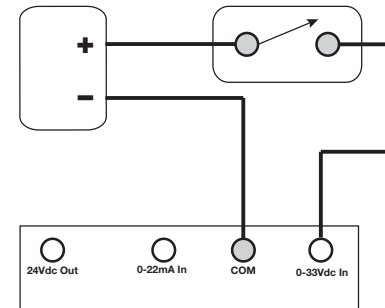 +
−
24Vdc Out
0-22mA In
COM
0-33Vdc In